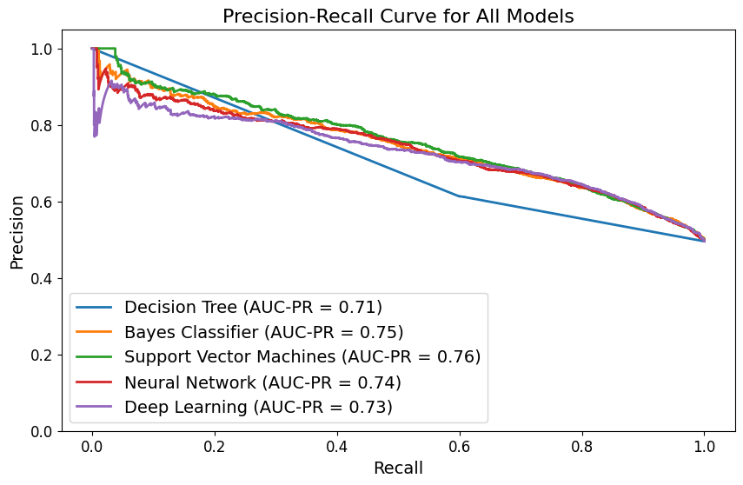 Precision-Recall Curve for All Models
Precision
1.0
0.8
0.6
0.4
0.2
0.0
Decision Tree (AUC-PR = 0.71)
Bayes Classifier (AUC-PR = 0.75)
Support Vector Machines (AUC-PR = 0.76)
Neural Network (AUC-PR = 0.74)
Deep Learning (AUC-PR = 0.73)
0.0 0.2 0.4 0.6 0.8 1.0
Recall